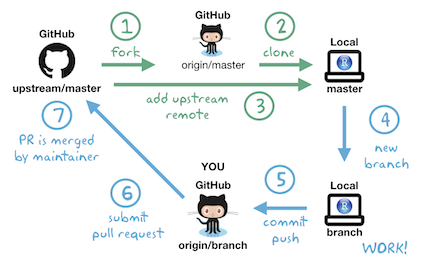 GitHub
upstream/master
1
fork
GitHub
origin/master
2
clone
Local
R
master
add upstream
remote
3
4
new
branch
Local
R
branch
WORK!
5
commit
push
YOU
GitHub
origin/branch
6
submit
pull request
7
PR is merged
by maintainer